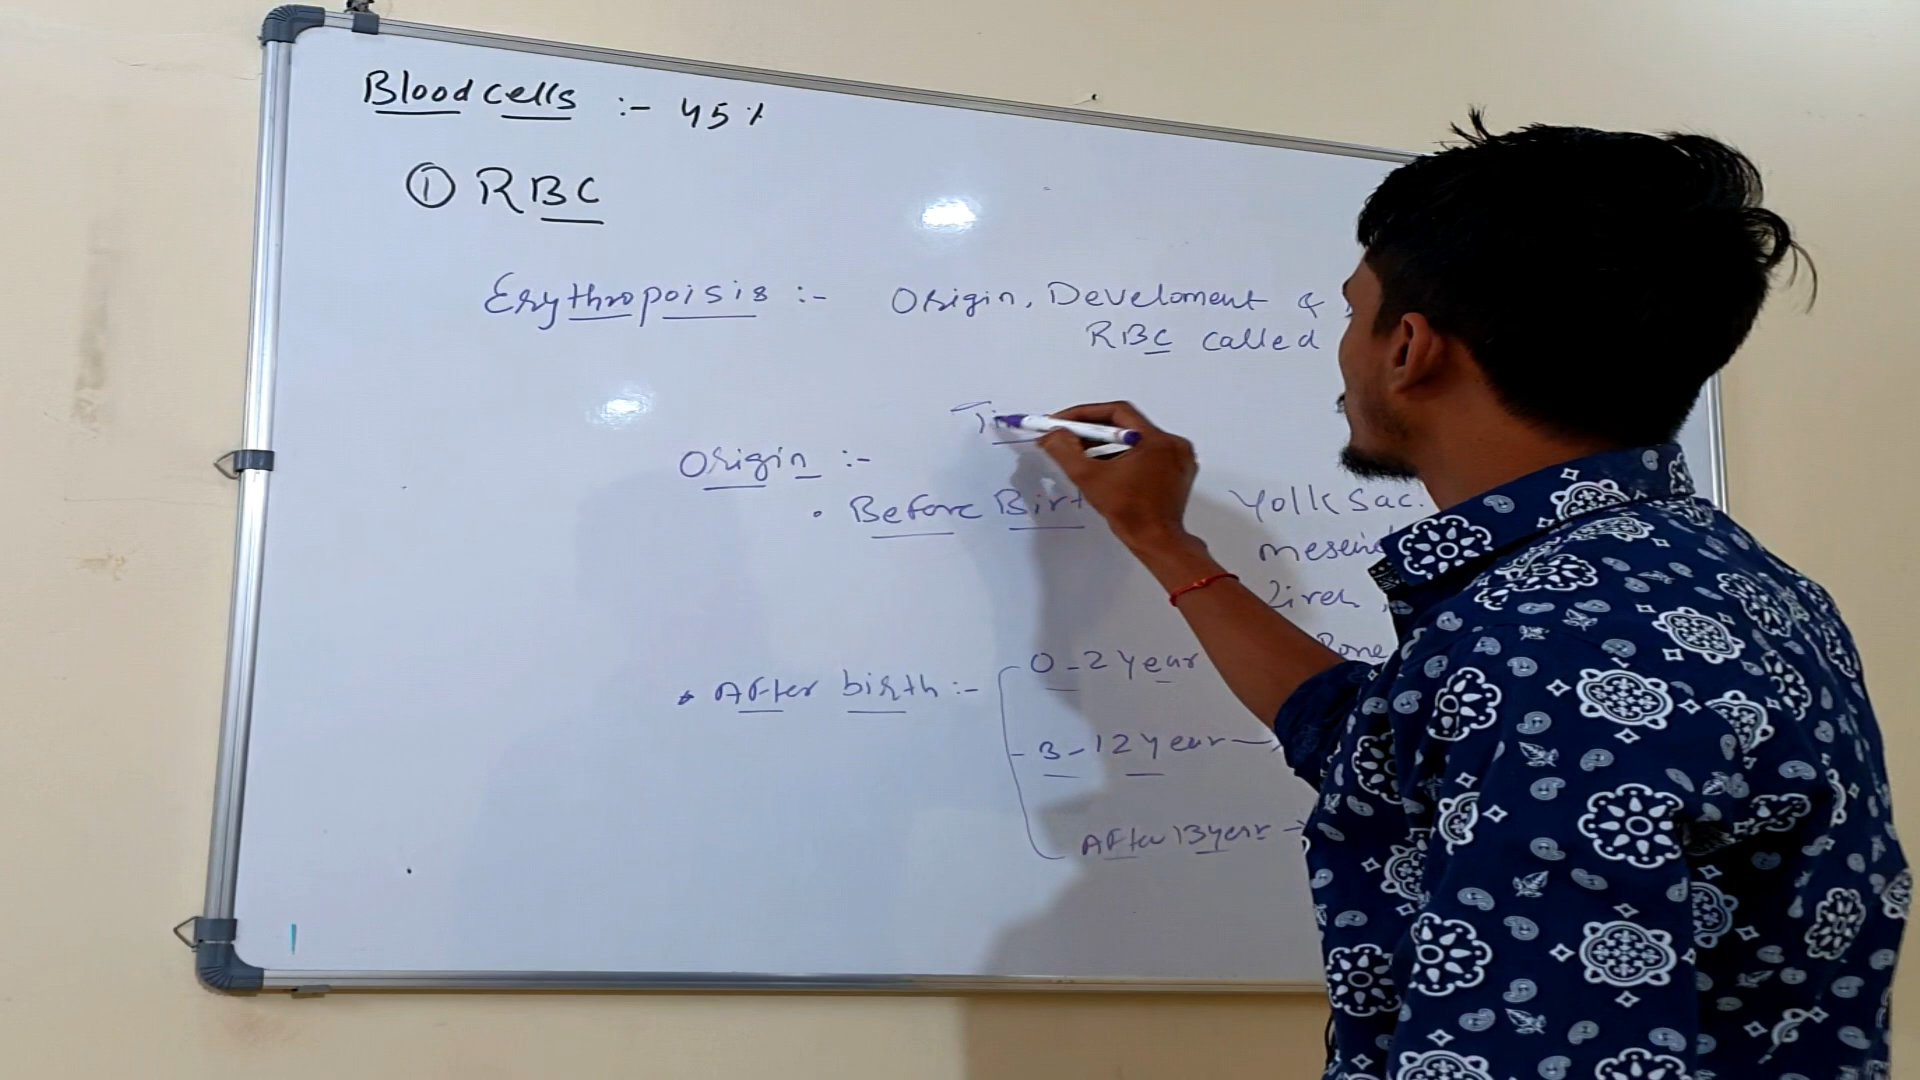 Blood cells :- 45 %
① RBC
Erythropoisis :- Origin, Develoment &
RBC called
Origin :-
• Before Birt
Yolk Sac.
Liver,
Bone
• After birth :-
0-2 year
3-12 year →
After 13 year →